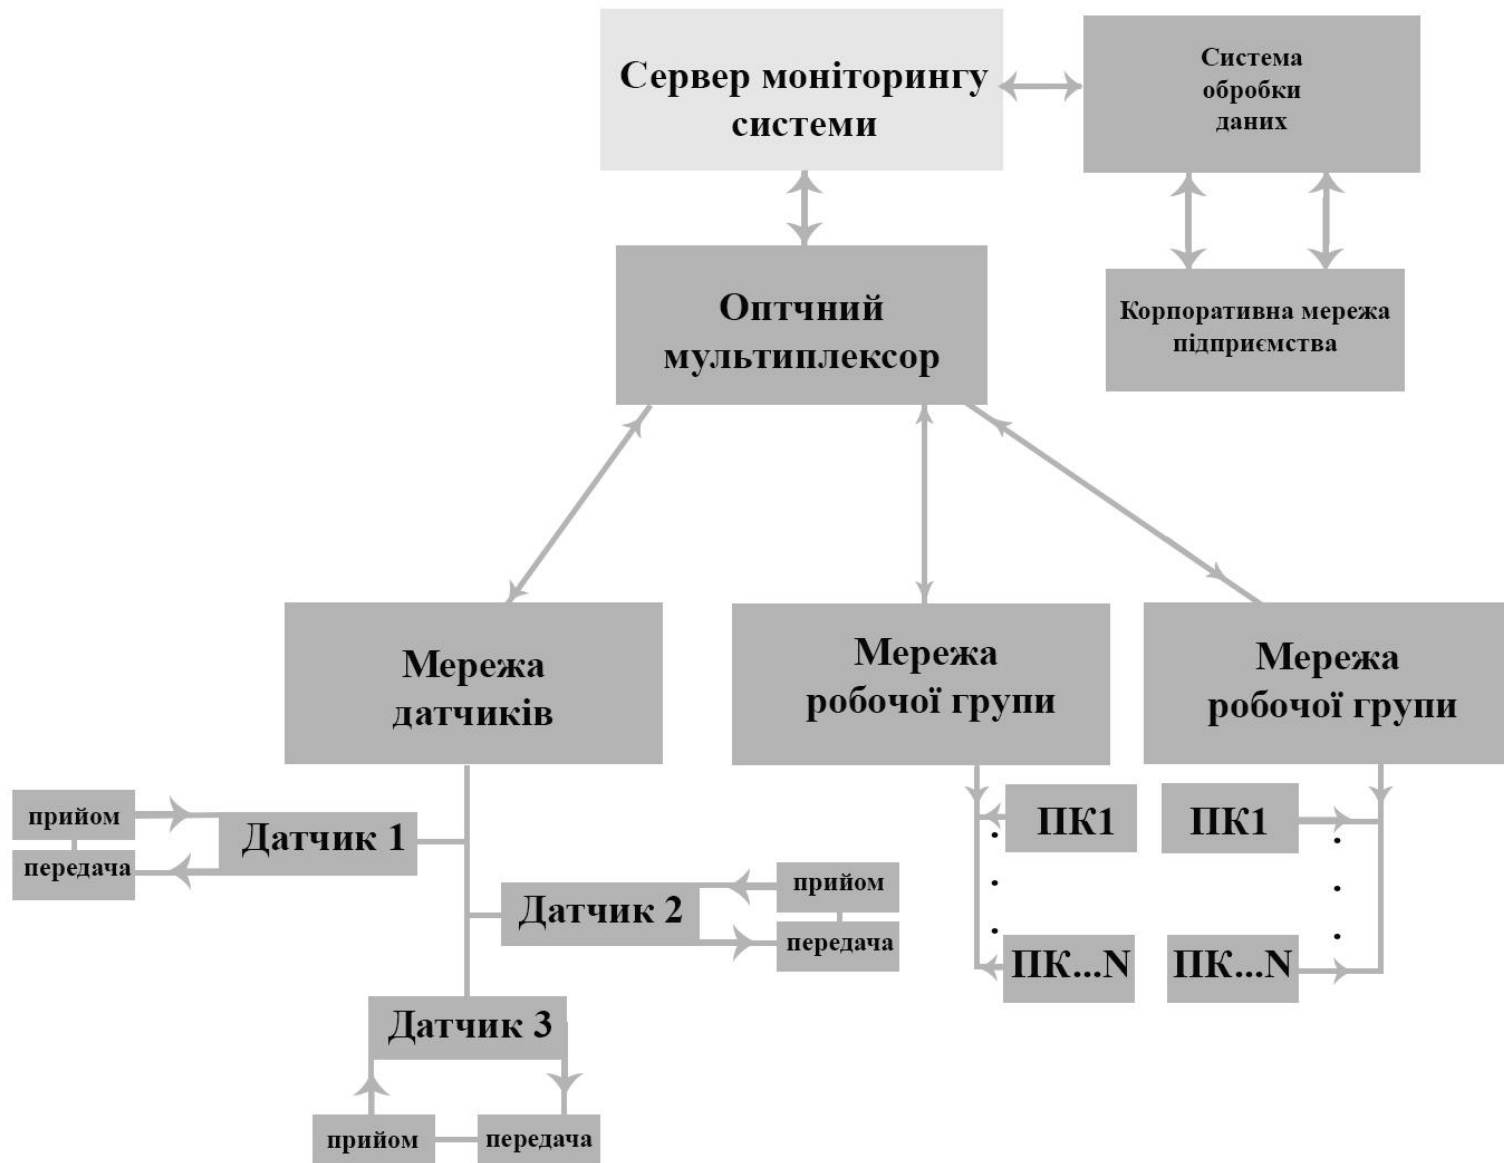 Сервер моніторингу
системи
Система
обробки
даних
Оптчний
мультиплексор
Корпоративна мережа
підприємства
Мережа
датчиків
Мережа
робочої групи
Мережа
робочої групи
прийом
передача
Датчик 1
Датчик 2
прийом
передача
Датчик 3
прийом
передача
ПК1
ПК...N
ПК1
ПК...N